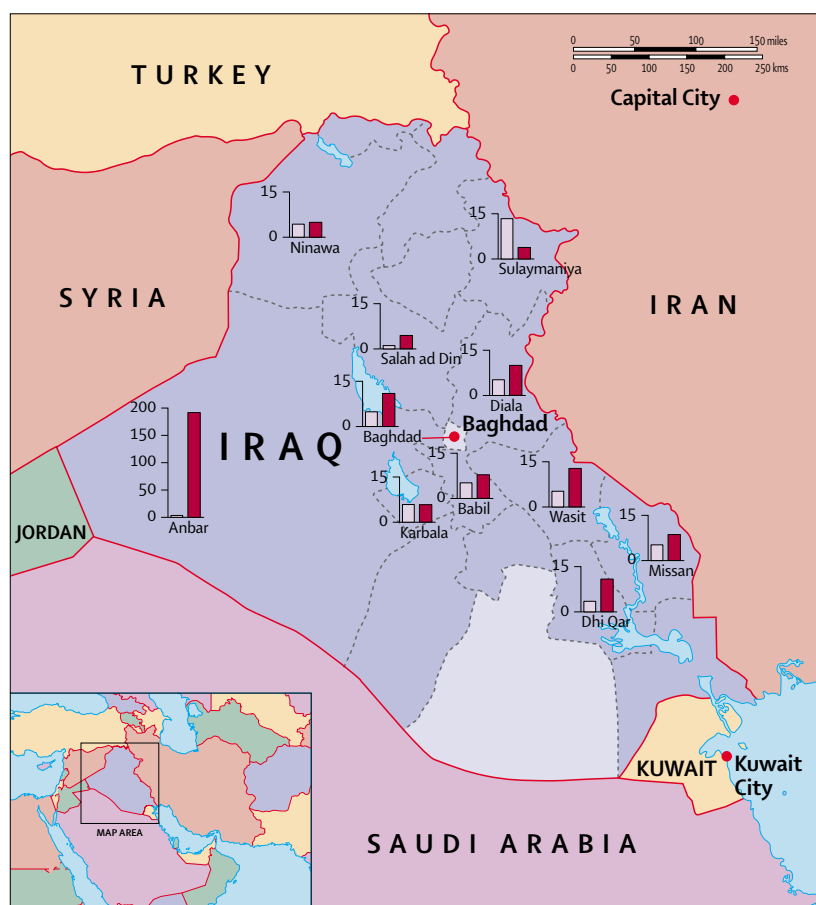 0 50 100 150 miles
0 50 100 150 200 250 kms
Capital City
TURKEY
SYRIA
IRAN
IRAQ
JORDAN
KUWAIT
Kuwait City
SAUDI ARABIA
Baghdad
15
0
Ninawa
15
0
Sulaymaniya
15
0
Salah ad Din
15
0
Diala
15
0
Baghdad
200
150
100
50
0
Anbar
15
0
Karbala
15
0
Babil
15
0
Wasit
15
0
Missan
15
0
Dhi Qar
MAP AREA